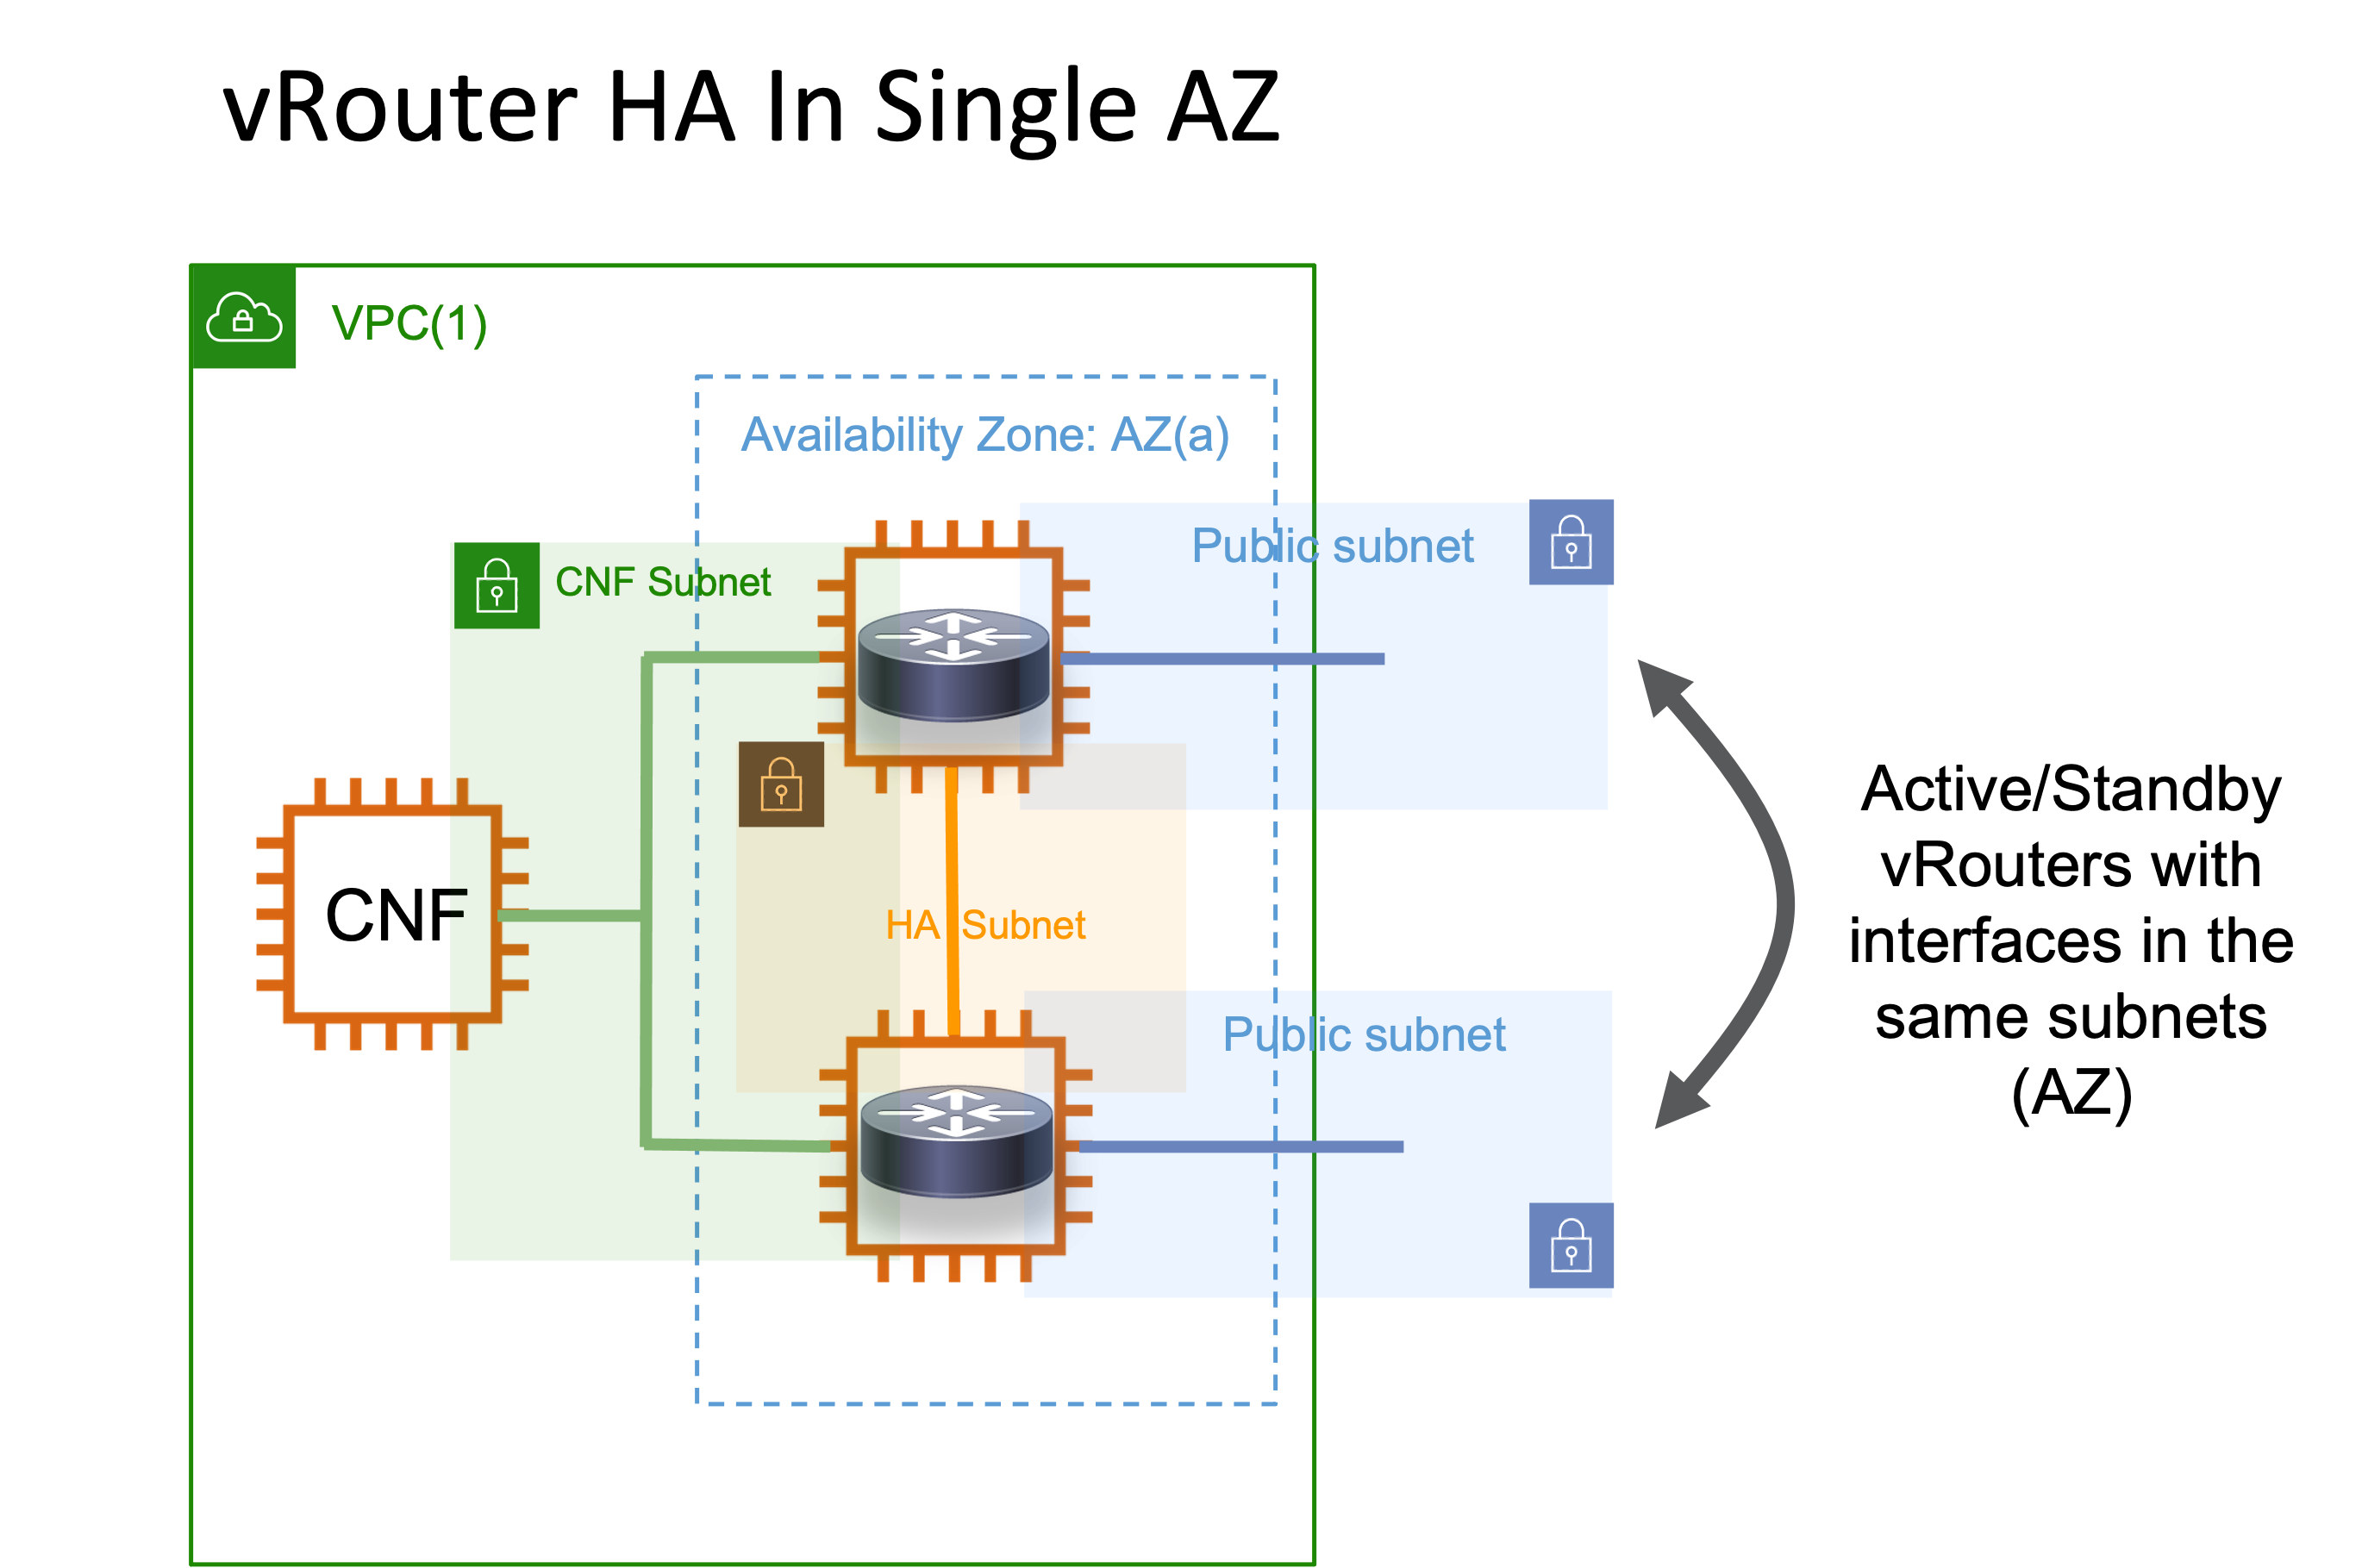 vRouter HA In Single AZ
VPC(1)
Availability Zone: AZ(a)
Public subnet
CNF Subnet
CNF
HA Subnet
Public subnet
Active/Standby
vRouters with
interfaces in the
same subnets
(AZ)